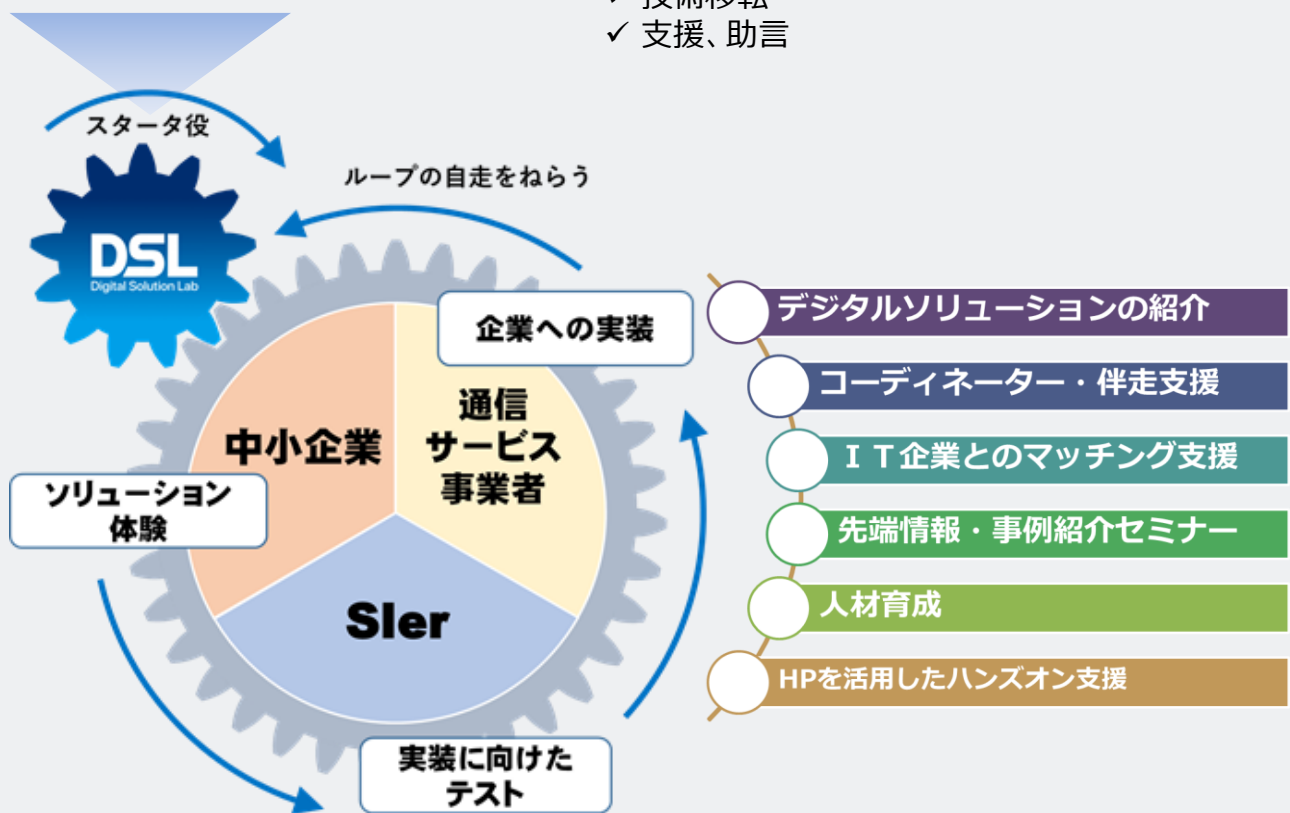 ✓ 技術移転
✓ 支援、助言
スタータ役
ループの自走をねらう
DSL
Digital Solution Lab
企業への実装
中小企業
通信
サービス
事業者
ソリューション
体験
SIer
実装に向けた
テスト
デジタルソリューションの紹介
コーディネーター・伴走支援
ＩＴ企業とのマッチング支援
先端情報・事例紹介セミナー
人材育成
HPを活用したハンズオン支援